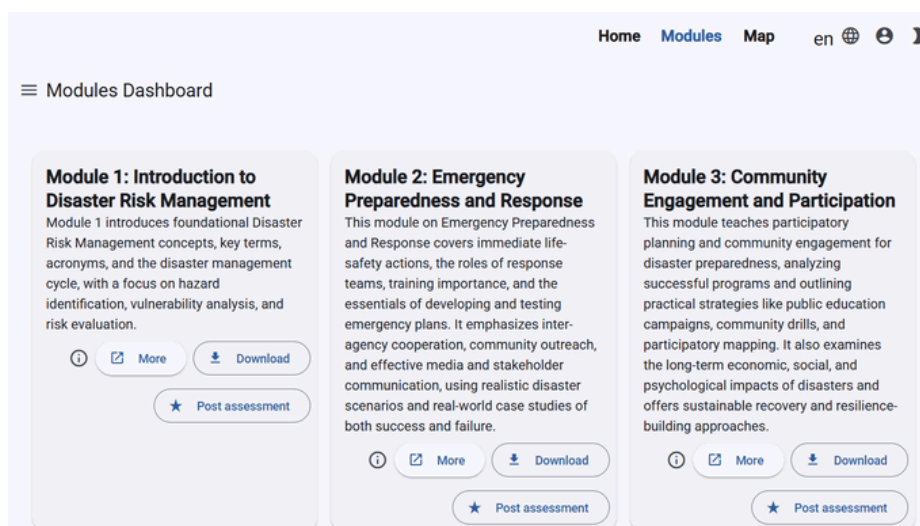 Home Modules Map en
Modules Dashboard
Module 1: Introduction to
Disaster Risk Management
Module 1 introduces foundational Disaster
Risk Management concepts, key terms,
acronyms, and the disaster management
cycle, with a focus on hazard
identification, vulnerability analysis, and
risk evaluation.
More Download
Post assessment
Module 2: Emergency
Preparedness and Response
This module on Emergency Preparedness
and Response covers immediate life-
safety actions, the roles of response
teams, training importance, and the
essentials of developing and testing
emergency plans. It emphasizes inter-
agency cooperation, community outreach,
and effective media and stakeholder
communication, using realistic disaster
scenarios and real-world case studies of
both success and failure.
More Download
Post assessment
Module 3: Community
Engagement and Participation
This module teaches participatory
planning and community engagement for
disaster preparedness, analyzing
successful programs and outlining
practical strategies like public education
campaigns, community drills, and
participatory mapping. It also examines
the long-term economic, social, and
psychological impacts of disasters and
offers sustainable recovery and resilience-
building approaches.
More Download
Post assessment